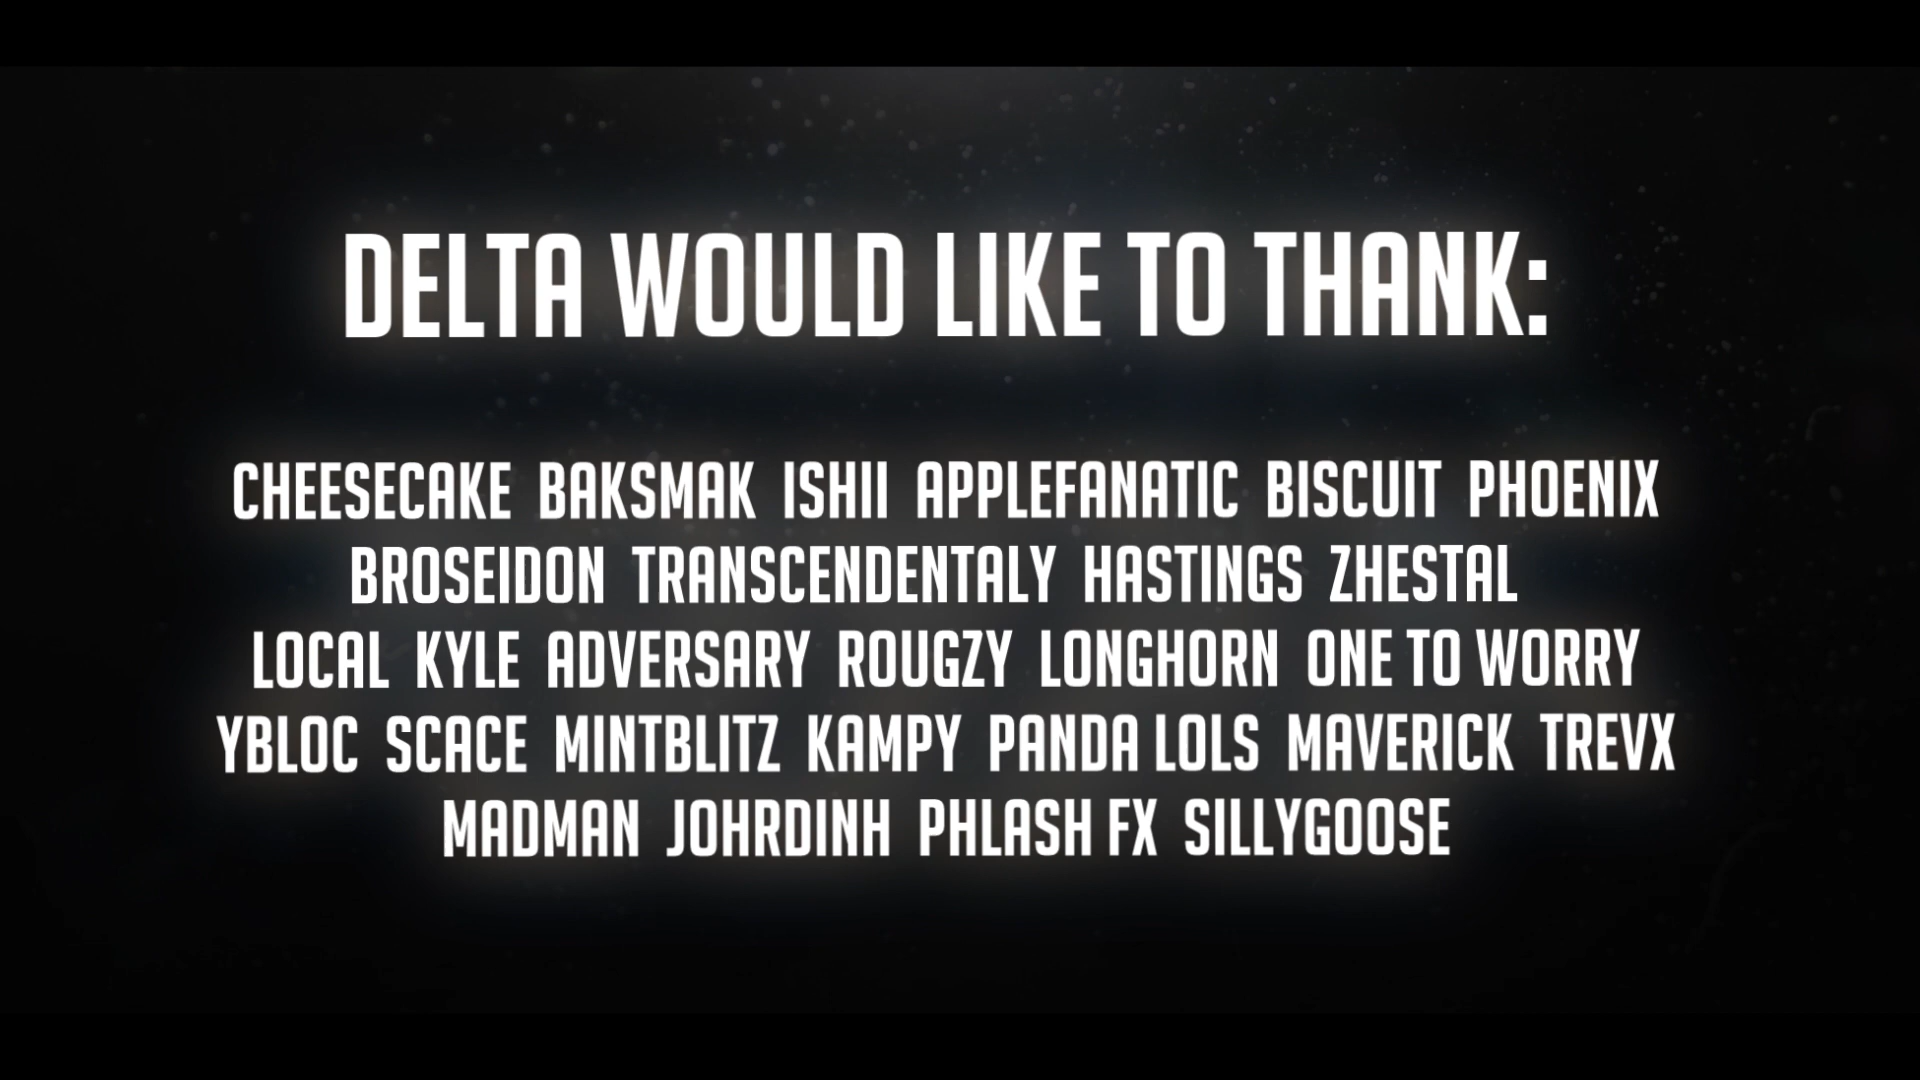 DELTA WOULD LIKE TO THANK:
CHEESECAKE BAKSMAK ISHII APPLEFANATIC BISCUIT PHOENIX
BROSEIDON TRANSCENDENTALY HASTINGS ZHESTAL
LOCAL KYLE ADVERSARY ROUGZY LONGHORN ONE TO WORRY
YBLOC SCACE MINTBLITZ KAMPY PANDA LOLS MAVERICK TREVX
MADMAN JOHRDINH PHLASH FX SILLYGOOSE